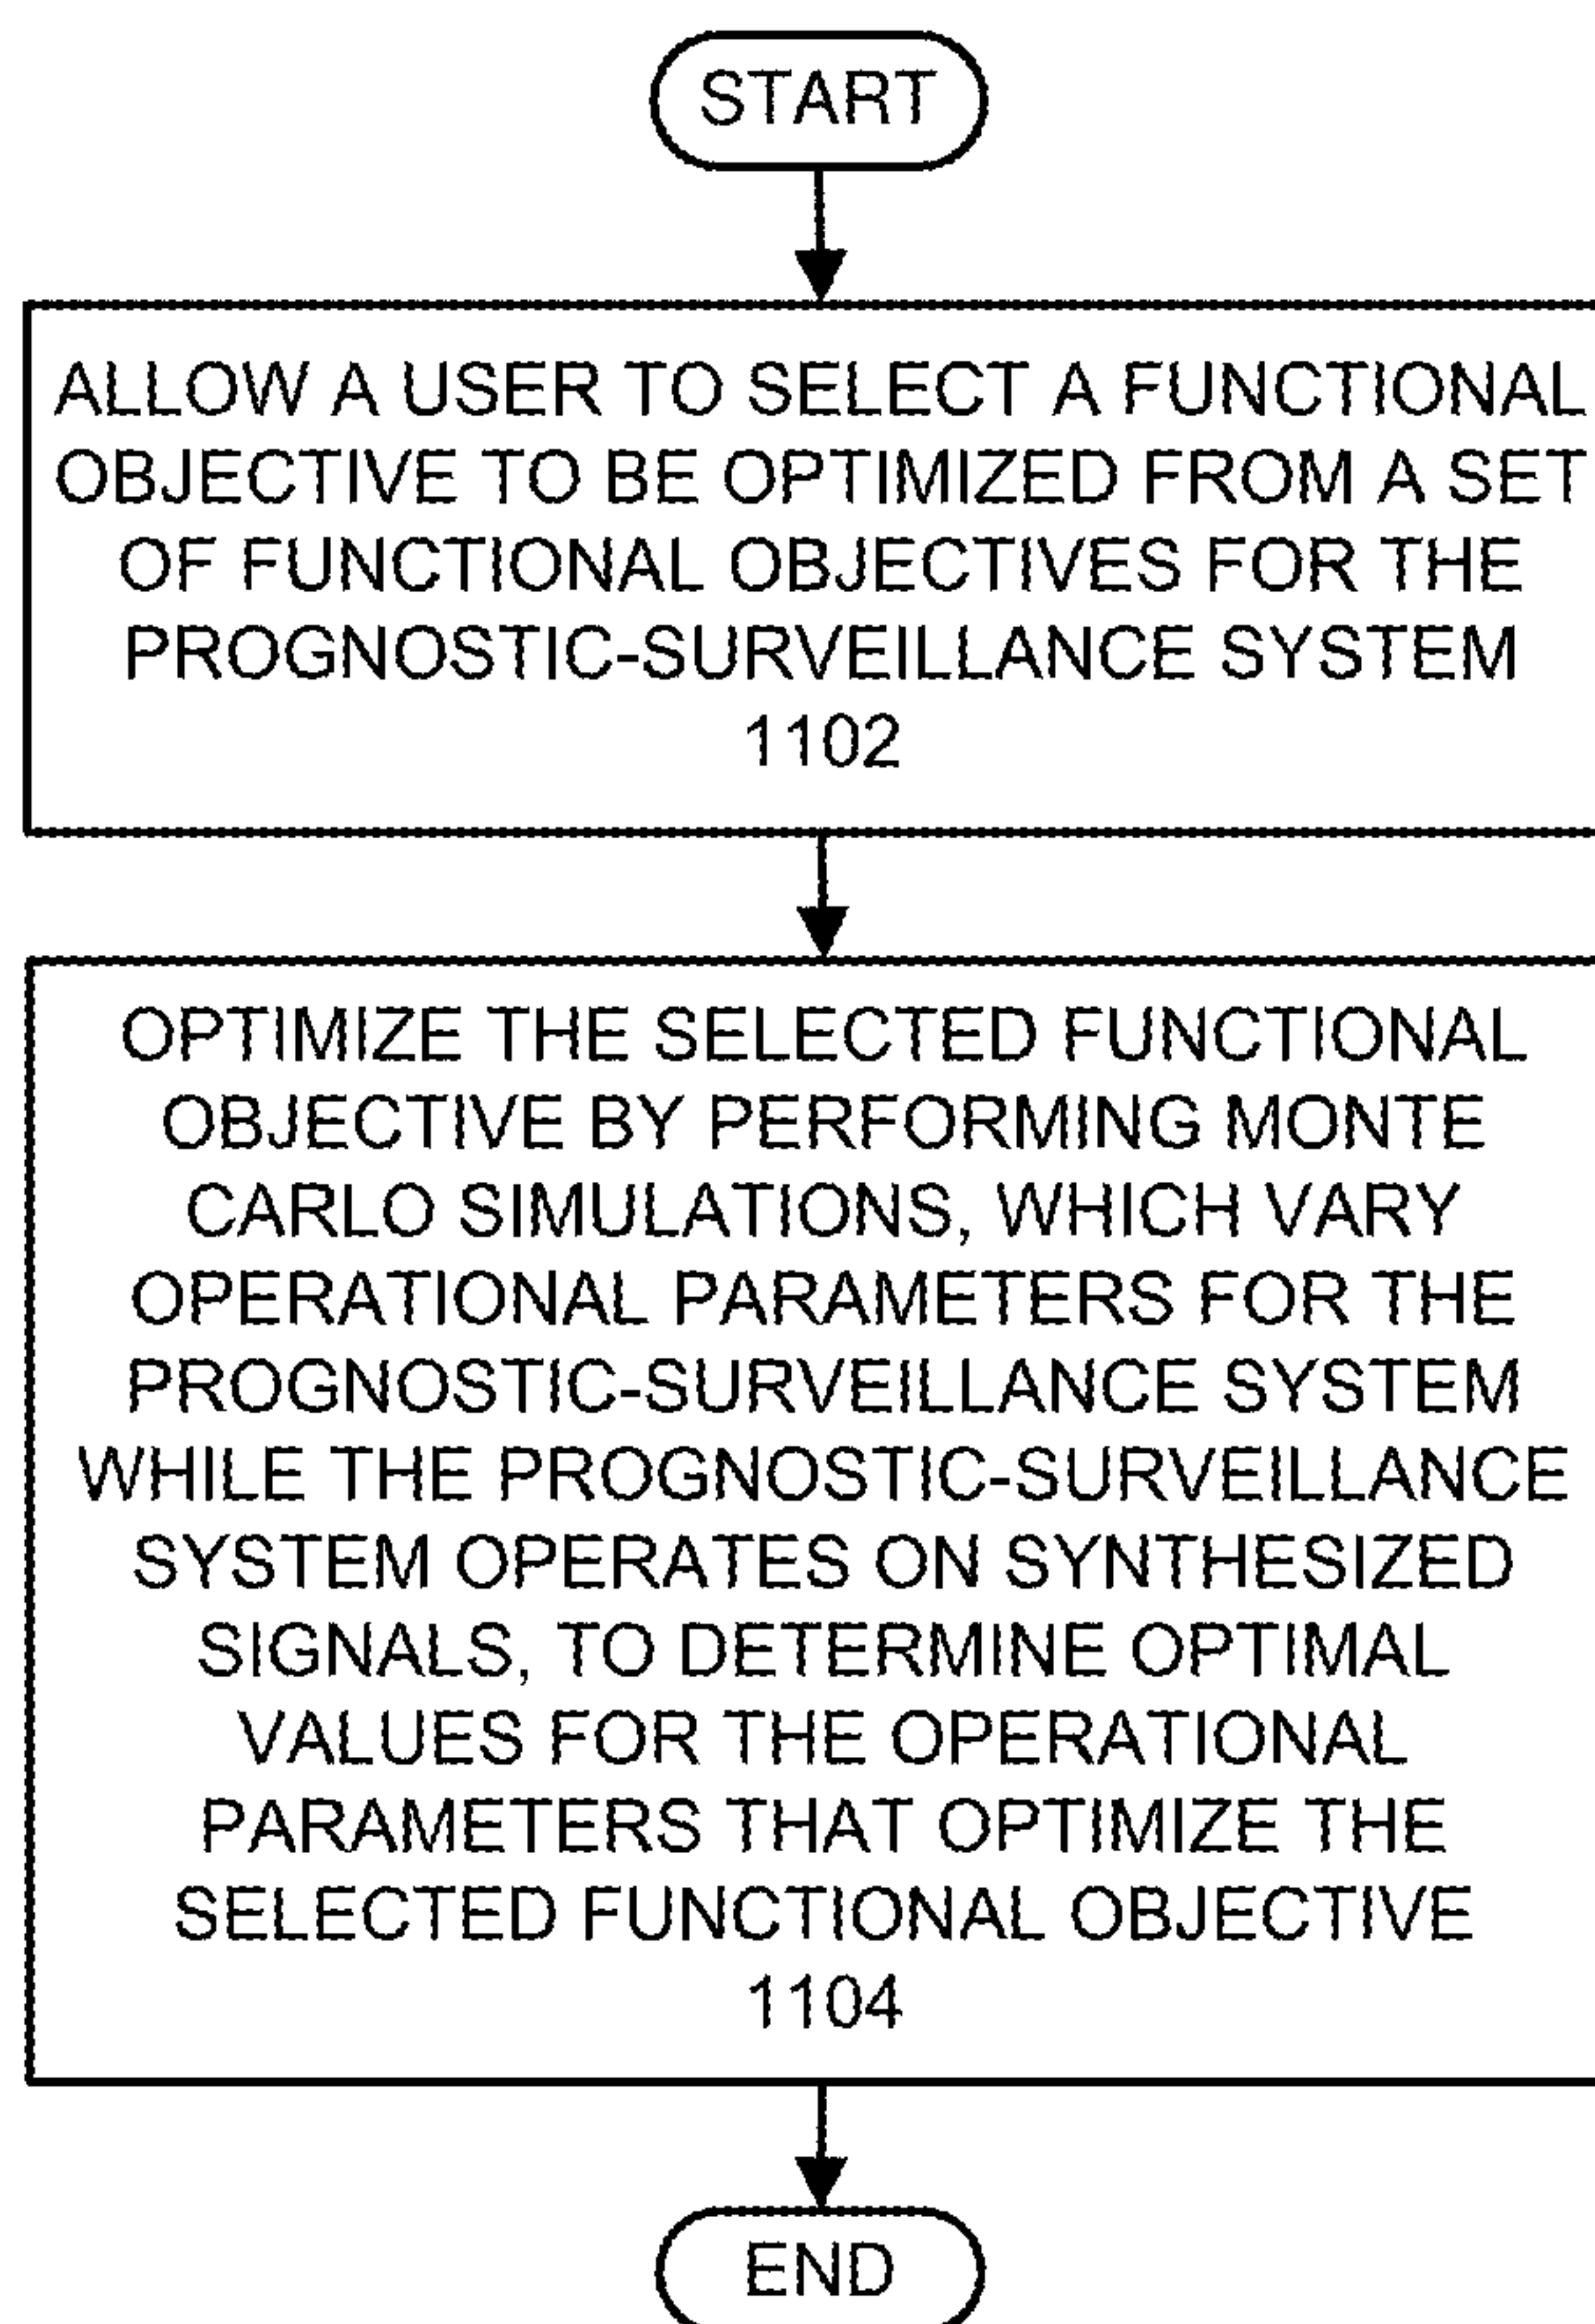 START
ALLOW A USER TO SELECT A FUNCTIONAL
OBJECTIVE TO BE OPTIMIZED FROM A SET
OF FUNCTIONAL OBJECTIVES FOR THE
PROGNOSTIC-SURVEILLANCE SYSTEM
1102
OPTIMIZE THE SELECTED FUNCTIONAL
OBJECTIVE BY PERFORMING MONTE
CARLO SIMULATIONS, WHICH VARY
OPERATIONAL PARAMETERS FOR THE
PROGNOSTIC-SURVEILLANCE SYSTEM
WHILE THE PROGNOSTIC-SURVEILLANCE
SYSTEM OPERATES ON SYNTHESIZED
SIGNALS, TO DETERMINE OPTIMAL
VALUES FOR THE OPERATIONAL
PARAMETERS THAT OPTIMIZE THE
SELECTED FUNCTIONAL OBJECTIVE
1104
END